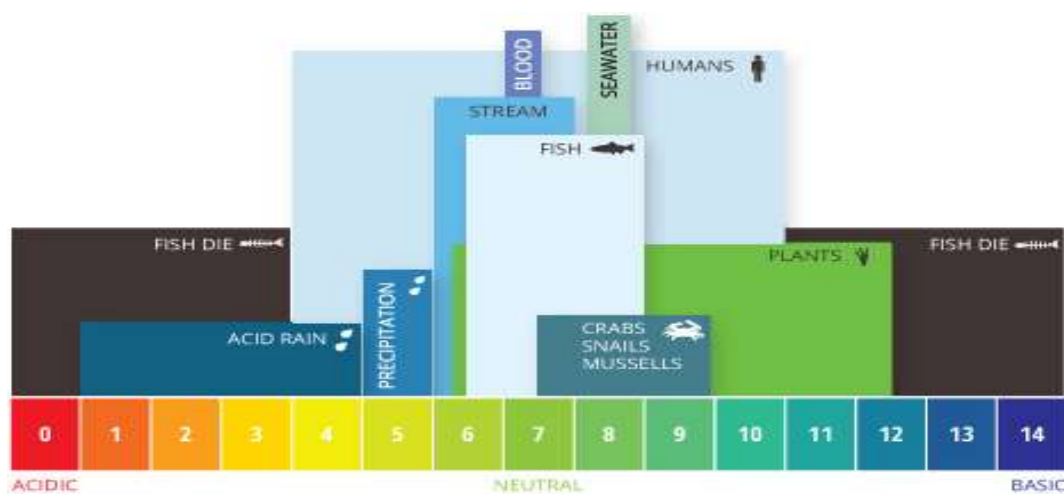 BLOOD
SEAWATER
HUMANS
STREAM
FISH
FISH DIE
PLANTS
FISH DIE
PRECIPITATION
ACID RAIN
CRABS
SNAILS
MUSSELLS
0 1 2 3 4 5 6 7 8 9 10 11 12 13 14
ACIDIC NEUTRAL BASIC